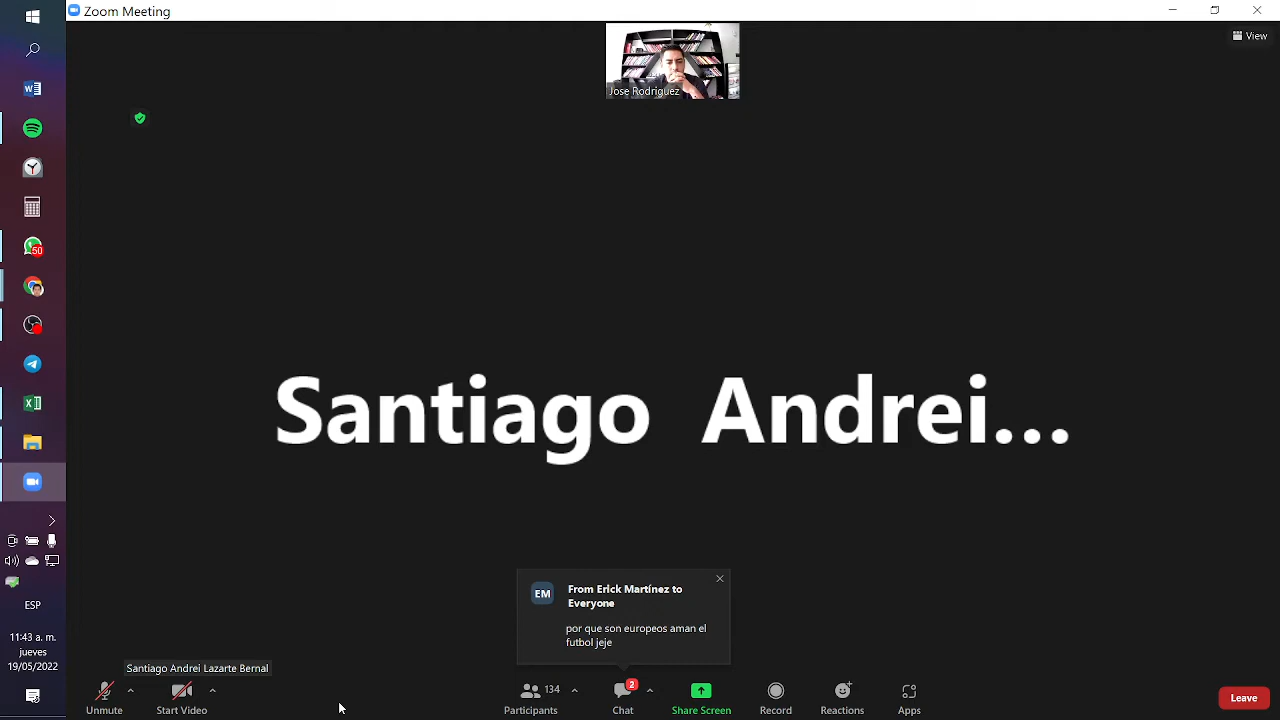 Zoom Meeting
Jose Rodriguez
View
50
Santiago Andrei...
EM
From Erick Martínez to
Everyone
por que son europeos aman el
futbol jeje
ESP
11:43 a. m.
jueves
19/05/2022
Santiago Andrei Lazarte Bernal
134
2
Unmute
Start Video
Participants
Chat
Share Screen
Record
Reactions
Apps
Leave